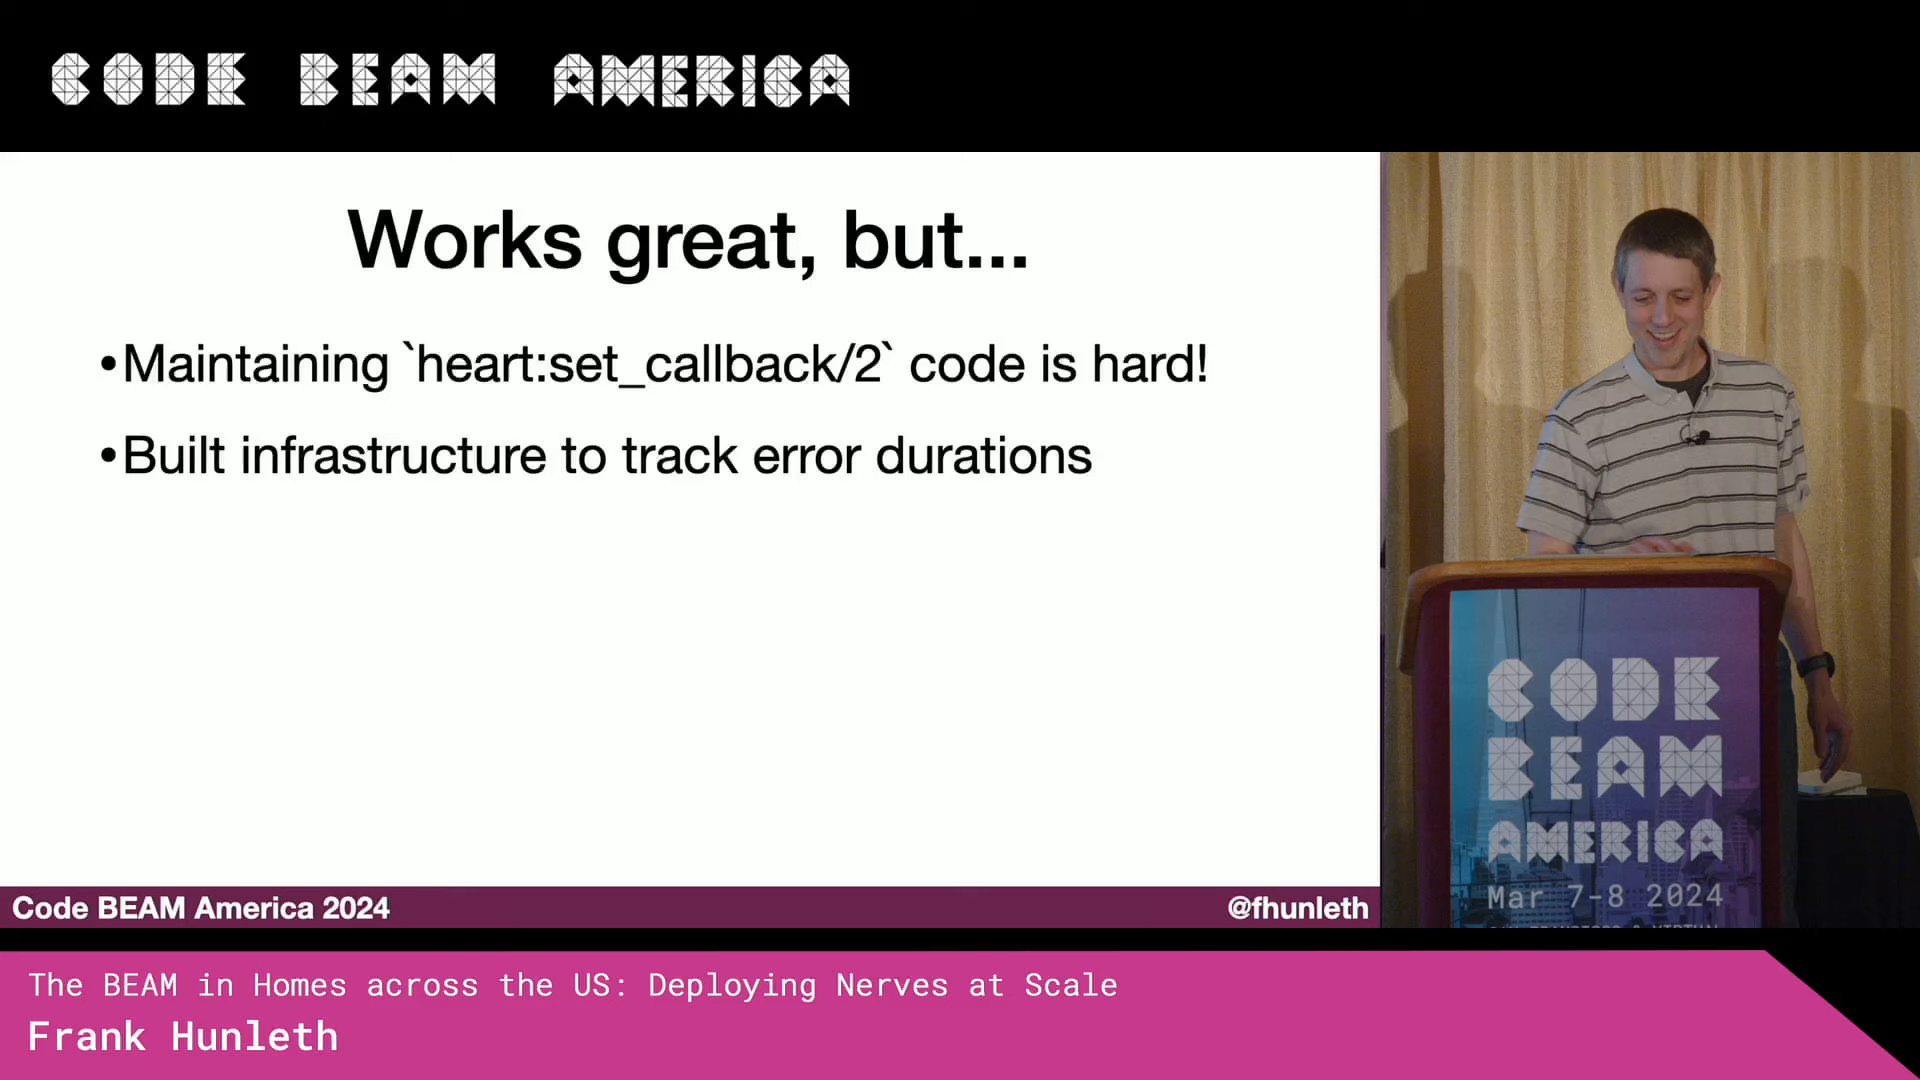 CODE BEAM AMERICA
Works great, but...
•Maintaining `heart:set_callback/2` code is hard!
•Built infrastructure to track error durations
Code BEAM America 2024
@fhunleth
CODE
BEAM
AMERICA
Mar 7-8 2024
The BEAM in Homes across the US: Deploying Nerves at Scale
Frank Hunleth